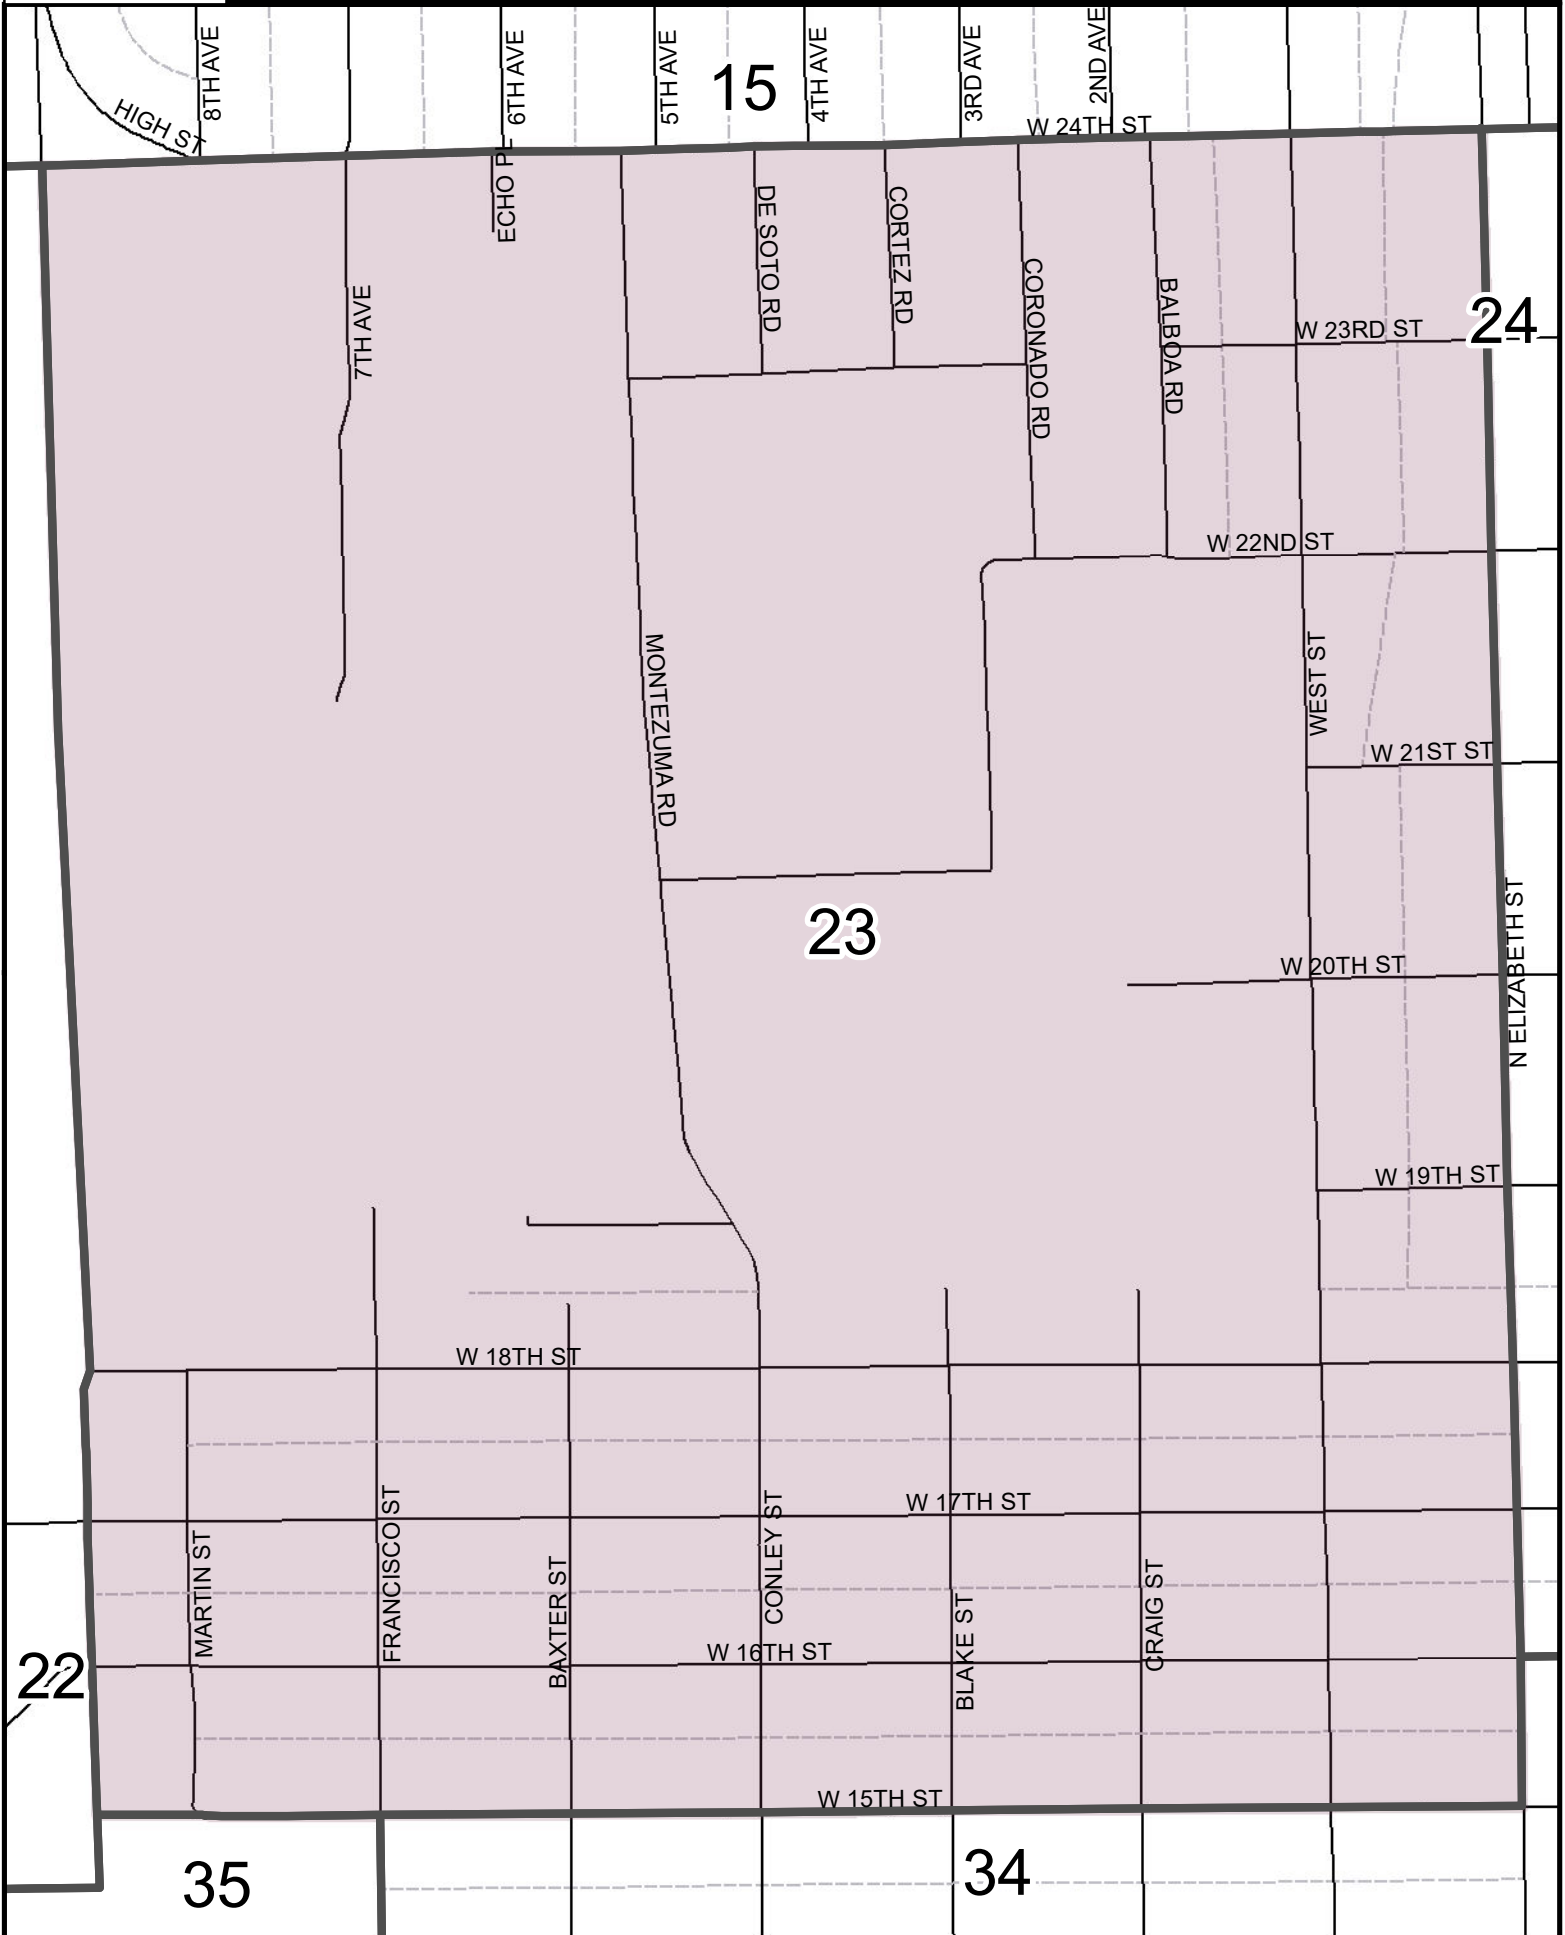 8TH AVE
6TH AVE
5TH AVE
4TH AVE
3RD AVE
2ND AVE
15
HIGH ST
W 24TH ST
ECHO PL
DE SOTO RD
CORTEZ RD
CORONADO RD
BALBOA RD
7TH AVE
W 23RD ST
24
W 22ND ST
MONTEZUMA RD
WEST ST
W 21ST ST
23
N ELIZABETH ST
W 20TH ST
W 19TH ST
W 18TH ST
W 17TH ST
MARTIN ST
FRANCISCO ST
BAXTER ST
CONLEY ST
BLAKE ST
CRAIG ST
W 16TH ST
22
W 15TH ST
35
34